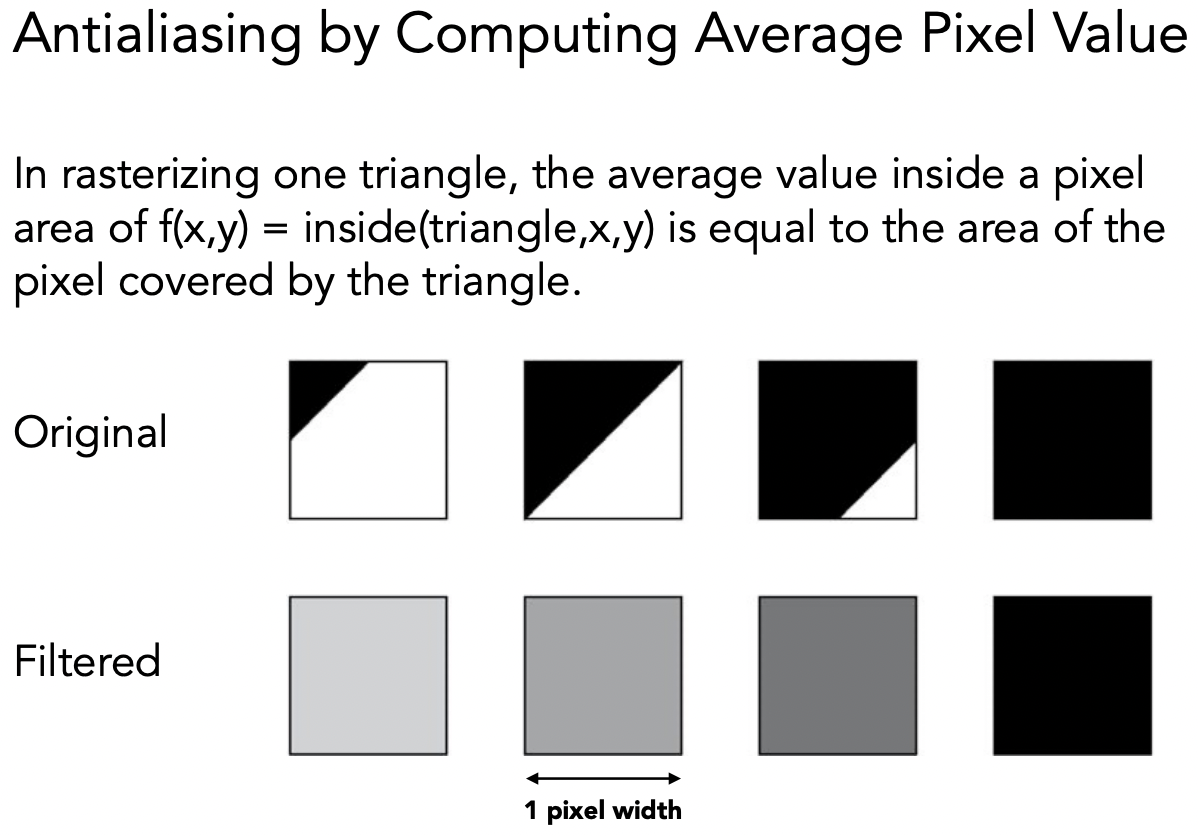 Antialiasing by Computing Average Pixel Value
In rasterizing one triangle, the average value inside a pixel
area of f(x,y) = inside(triangle,x,y) is equal to the area of the
pixel covered by the triangle.
Original
Filtered
1 pixel width